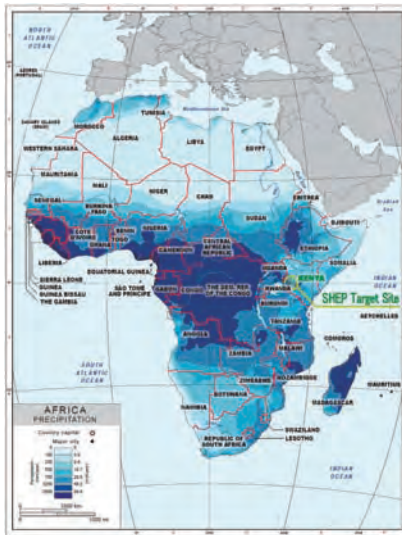 NORTH
ATLANTIC
OCEAN
AZORES
(PORTUGAL)
Mediterranean Sea
TUNISIA
MOROCCO
ALGERIA
LIBYA
EGYPT
WESTERN SAHARA
MAURITANIA
MALI
NIGER
CHAD
SUDAN
ERITREA
DJIBOUTI
Arabian
Sea
SENEGAL
BURKINA
FASO
BENIN
NIGERIA
COTE
D'IVOIRE
GHANA
TOGO
CAMEROON
CENTRAL
AFRICAN
REPUBLIC
ETHIOPIA
SOMALIA
LIBERIA
SIERRA LEONE
GUINEA
GUINEA BISSAU
THE GAMBIA
EQUATORIAL GUINEA
SAO TOME
AND PRINCIPE
GABON
CONGO
THE DEM. REP.
OF THE CONGO
UGANDA
KENYA
RWANDA
BURUNDI
INDIAN
OCEAN
SHEP Target Site
SEYCHELLES
TANZANIA
COMOROS
ANGOLA
ZAMBIA
MALAWI
MOZAMBIQUE
ZIMBABWE
MADAGASCAR
MAURITIUS
NAMIBIA
BOTSWANA
SWAZILAND
LESOTHO
REPUBLIC OF
SOUTH AFRICA
SOUTH
ATLANTIC
OCEAN
INDIAN
OCEAN
AFRICA
PRECIPITATION
Country capital
Major city